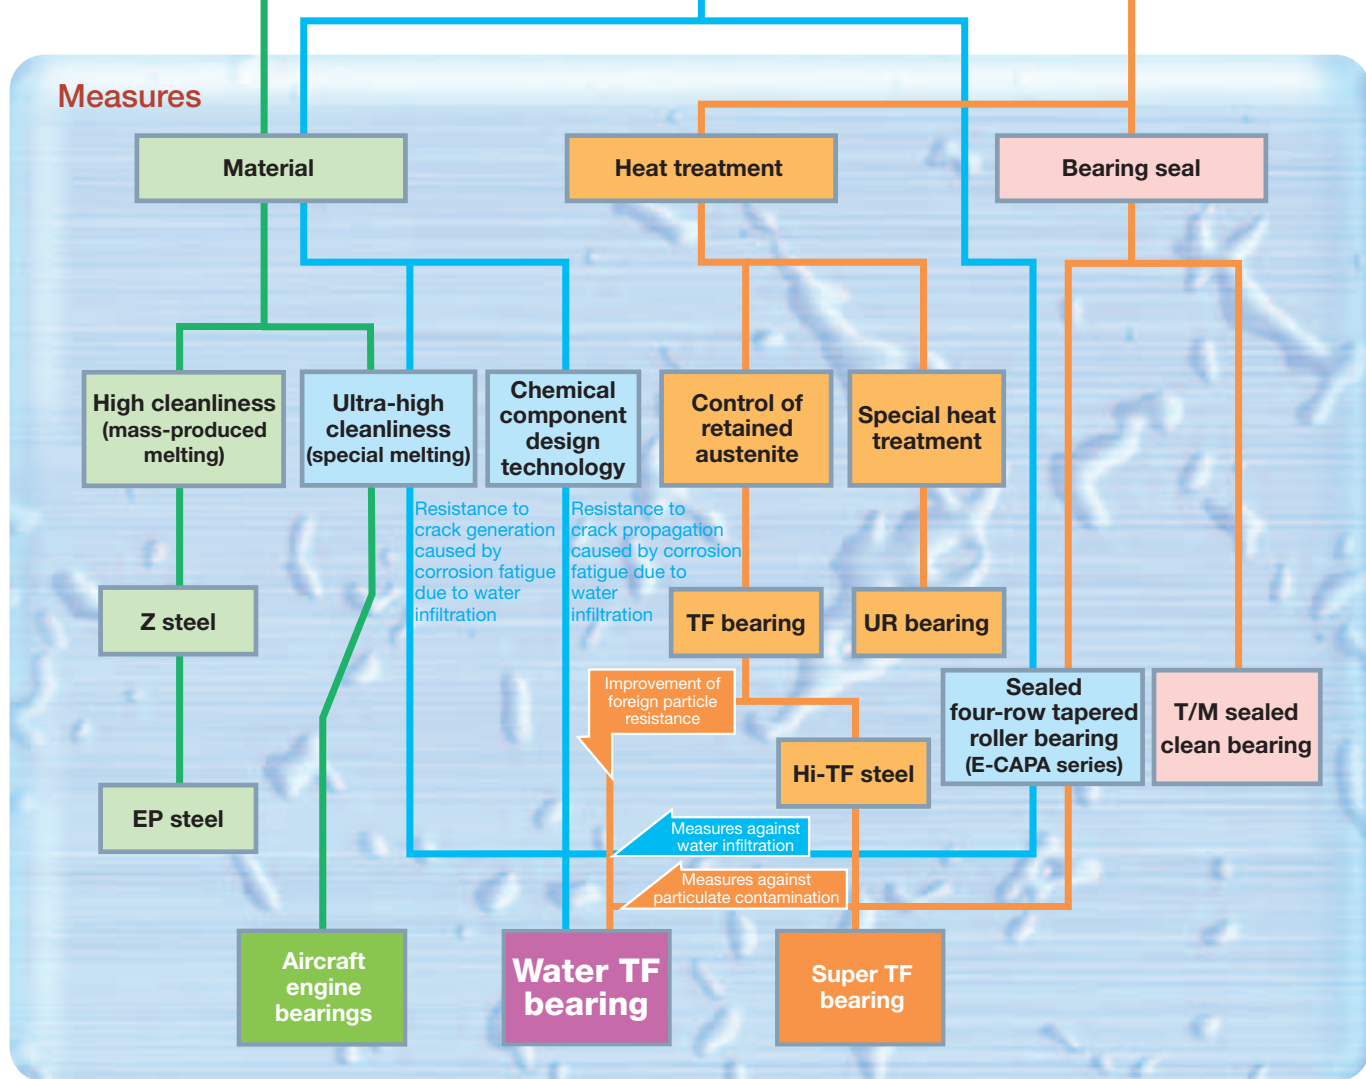 Measures
Material
Heat treatment
Bearing seal
High cleanliness
(mass-produced
melting)
Ultra-high
cleanliness
(special melting)
Chemical
component
design
technology
Control of
retained
austenite
Special heat
treatment
Resistance to
crack generation
caused by
corrosion fatigue
due to water
infiltration
Resistance to
crack propagation
caused by corrosion
fatigue due to
water
infiltration
Z steel
TF bearing
UR bearing
Improvement of
foreign particle
resistance
Sealed
four-row tapered
roller bearing
(E-CAPA series)
T/M sealed
clean bearing
Hi-TF steel
EP steel
Measures against
water infiltration
Measures against
particulate contamination
Aircraft
engine
bearings
Water TF
bearing
Super TF
bearing